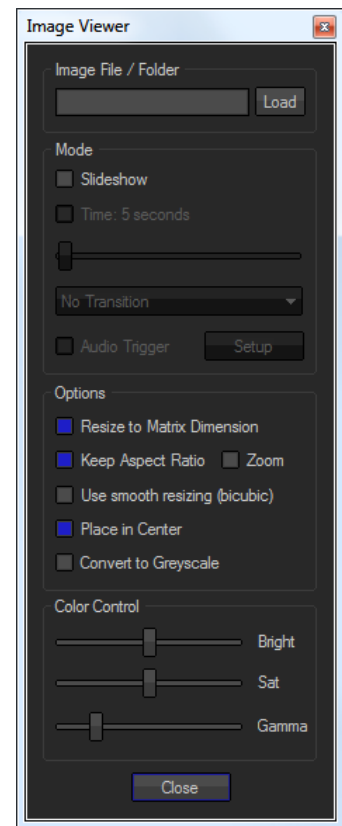 Image Viewer
Image File / Folder
Load
Mode
Slideshow
Time: 5 seconds
No Transition
Audio Trigger Setup
Options
Resize to Matrix Dimension
Keep Aspect Ratio Zoom
Use smooth resizing (bicubic)
Place in Center
Convert to Greyscale
Color Control
Bright
Sat
Gamma
Close